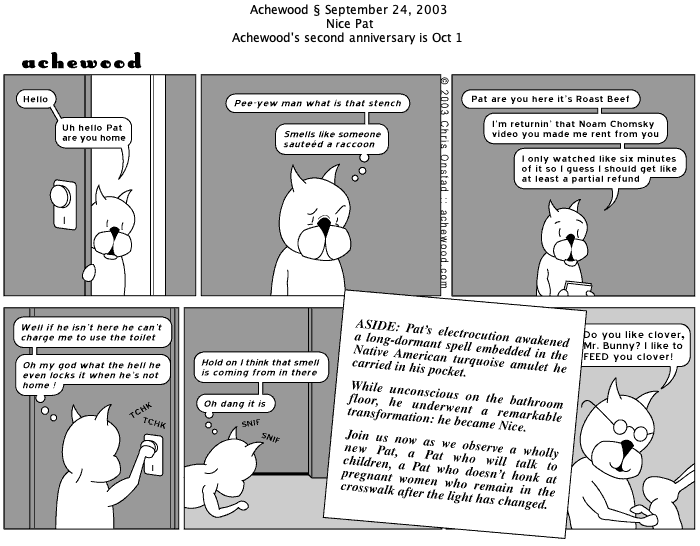 Achewood § September 24, 2003
Nice Pat
Achewood's second anniversary is Oct 1
achewood
Hello
Uh hello Pat
are you home
Pee-yew man what is that stench
Smells like someone
sauteéd a raccoon
© 2003 Chris Onstad :: achewood.com
Pat are you here it's Roast Beef
I'm returnin' that Noam Chomsky
video you made me rent from you
I only watched like six minutes
of it so I guess I should get like
at least a partial refund
Well if he isn't here he can't
charge me to use the toilet
Oh my god what the hell he
even locks it when he's not
home !
TCHK
TCHK
Hold on I think that smell
is coming from in there
Oh dang it is
SNIF
SNIF
ASIDE: Pat's electrocution awakened
a long-dormant spell embedded in the
Native American turquoise amulet he
carried in his pocket.
While unconscious on the bathroom
floor, he underwent a remarkable
transformation: he became Nice.
Join us now as we observe a wholly
new Pat, a Pat who will talk to
children, a Pat who doesn't honk at
pregnant women who remain in the
crosswalk after the light has changed.
Do you like clover,
Mr. Bunny? I like to
FEED you clover!